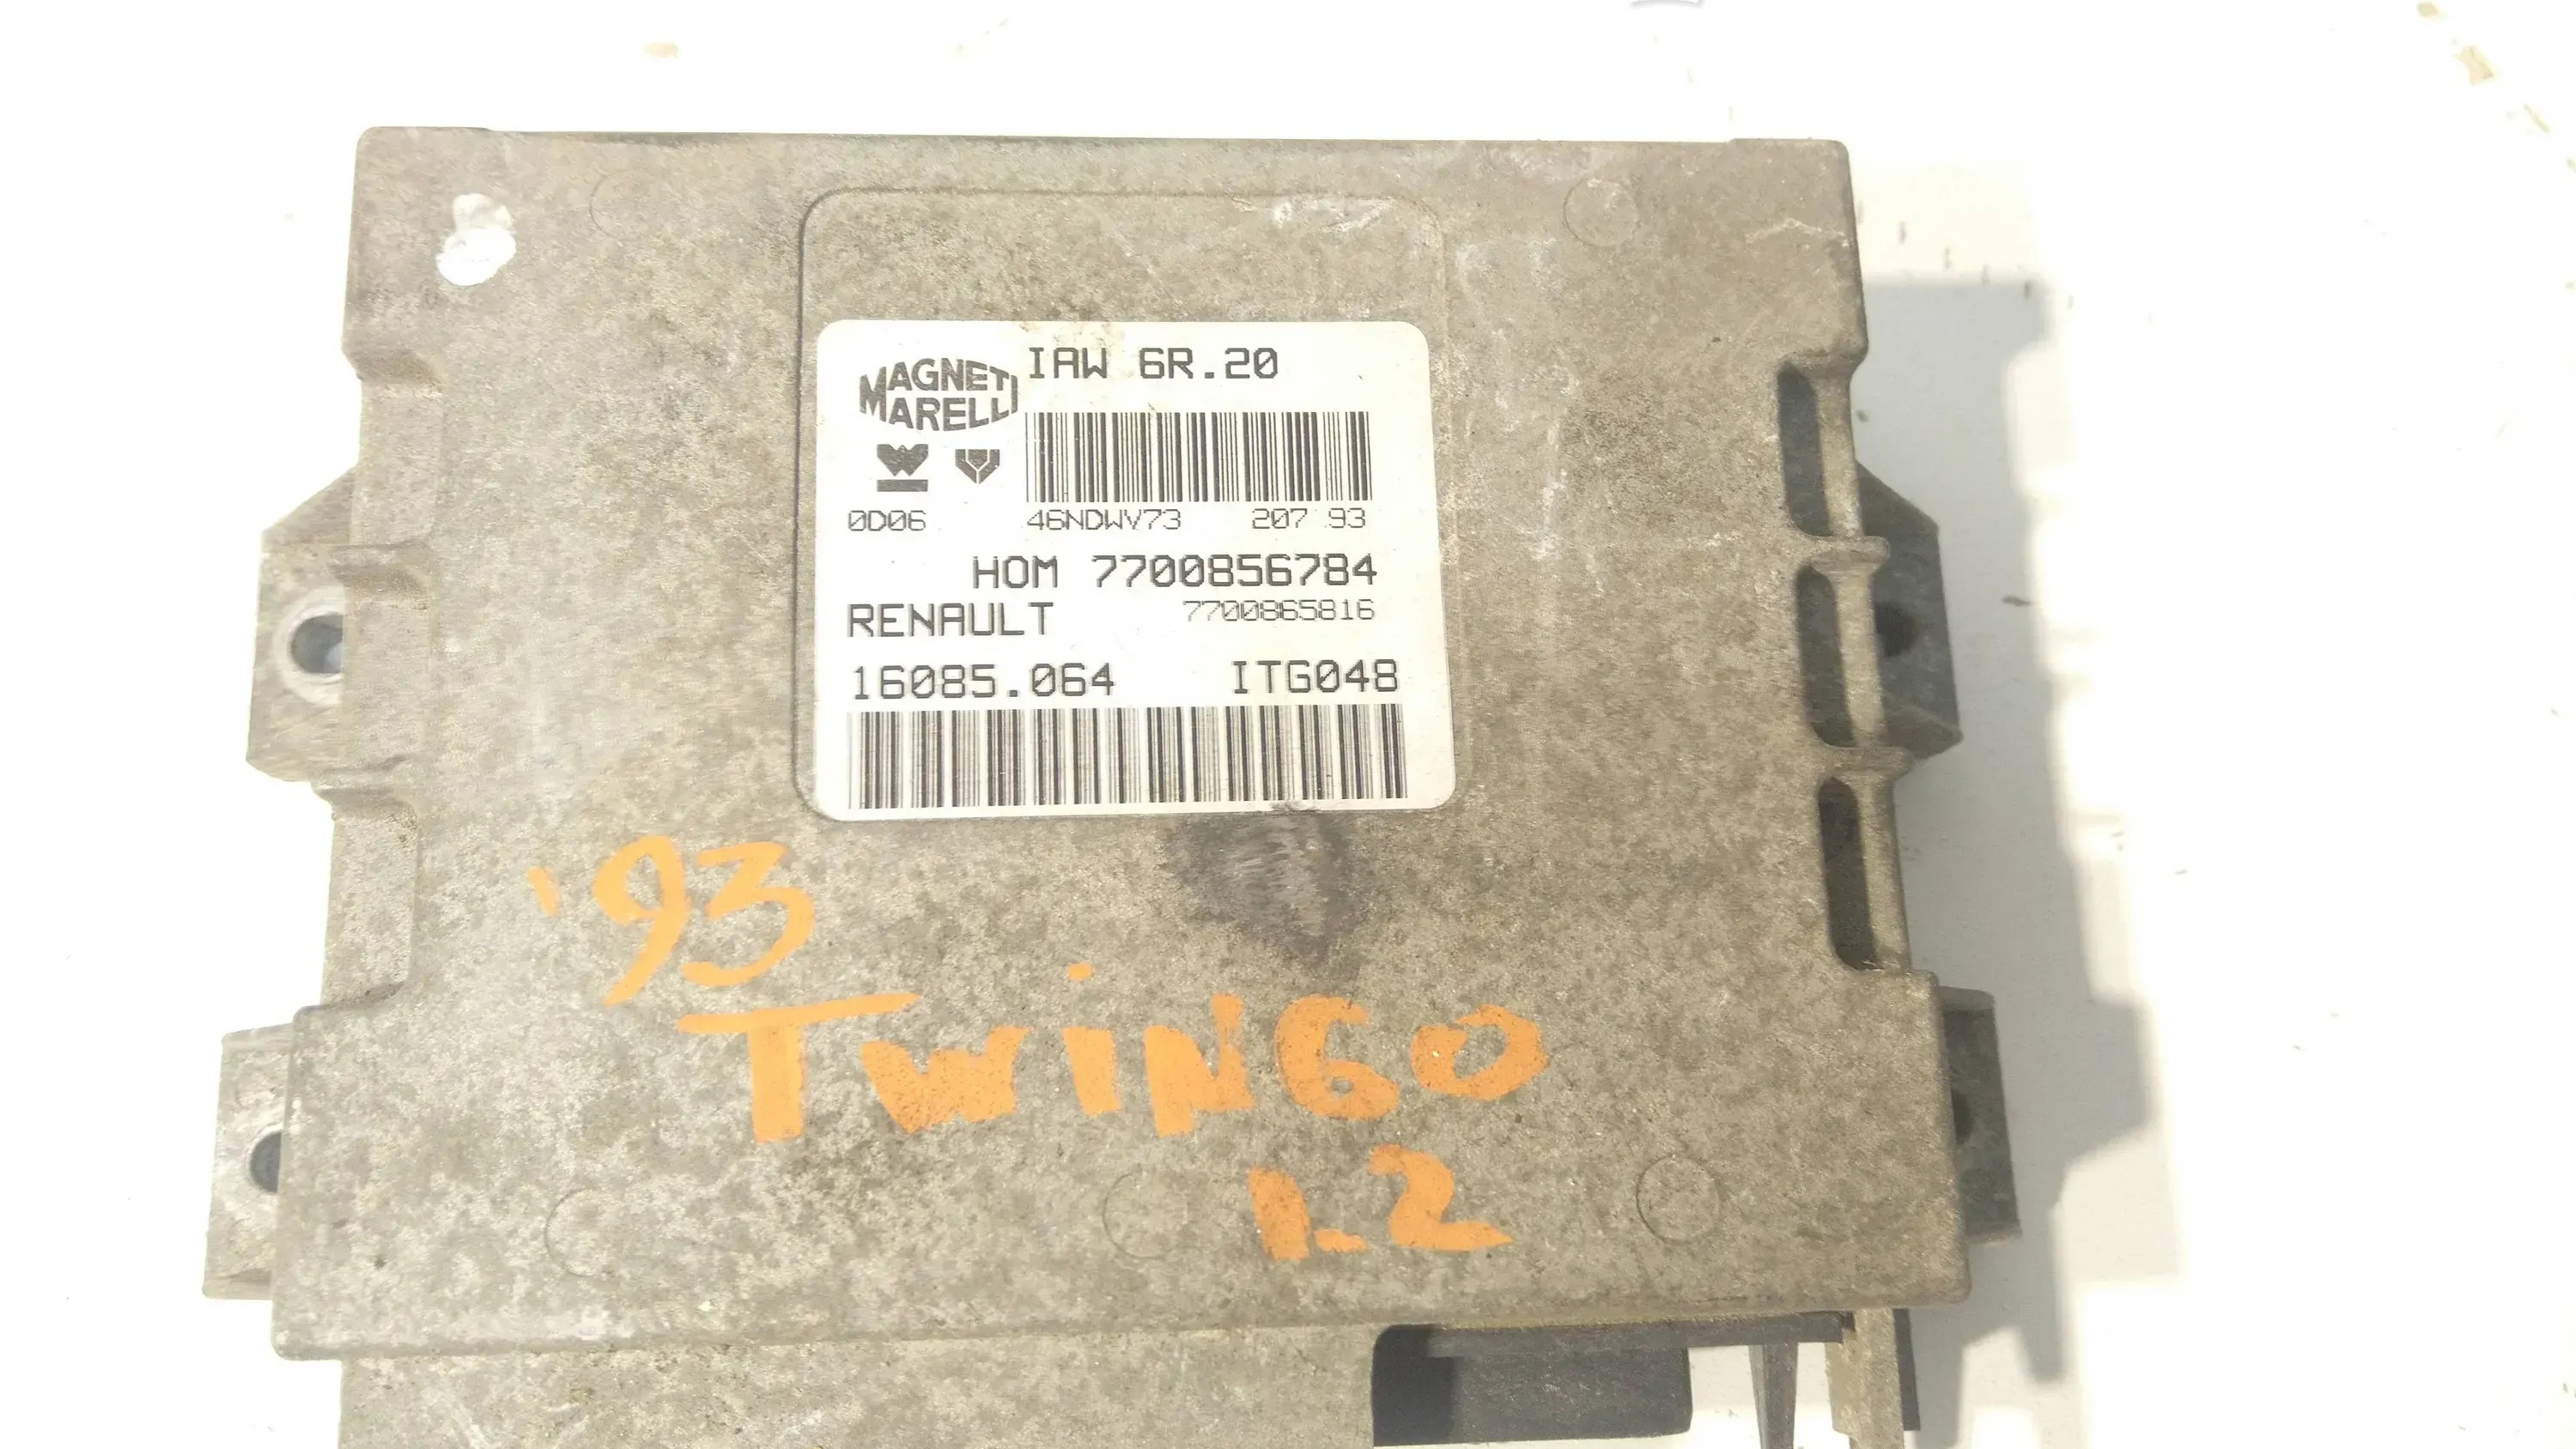 MAGNETI
MARELLI
IAW 6R.20
0D06 46NDWV73 207 93
HOM 7700856784
RENAULT 7700865816
16085.064 ITG048
'93
TWiNGO
1.2